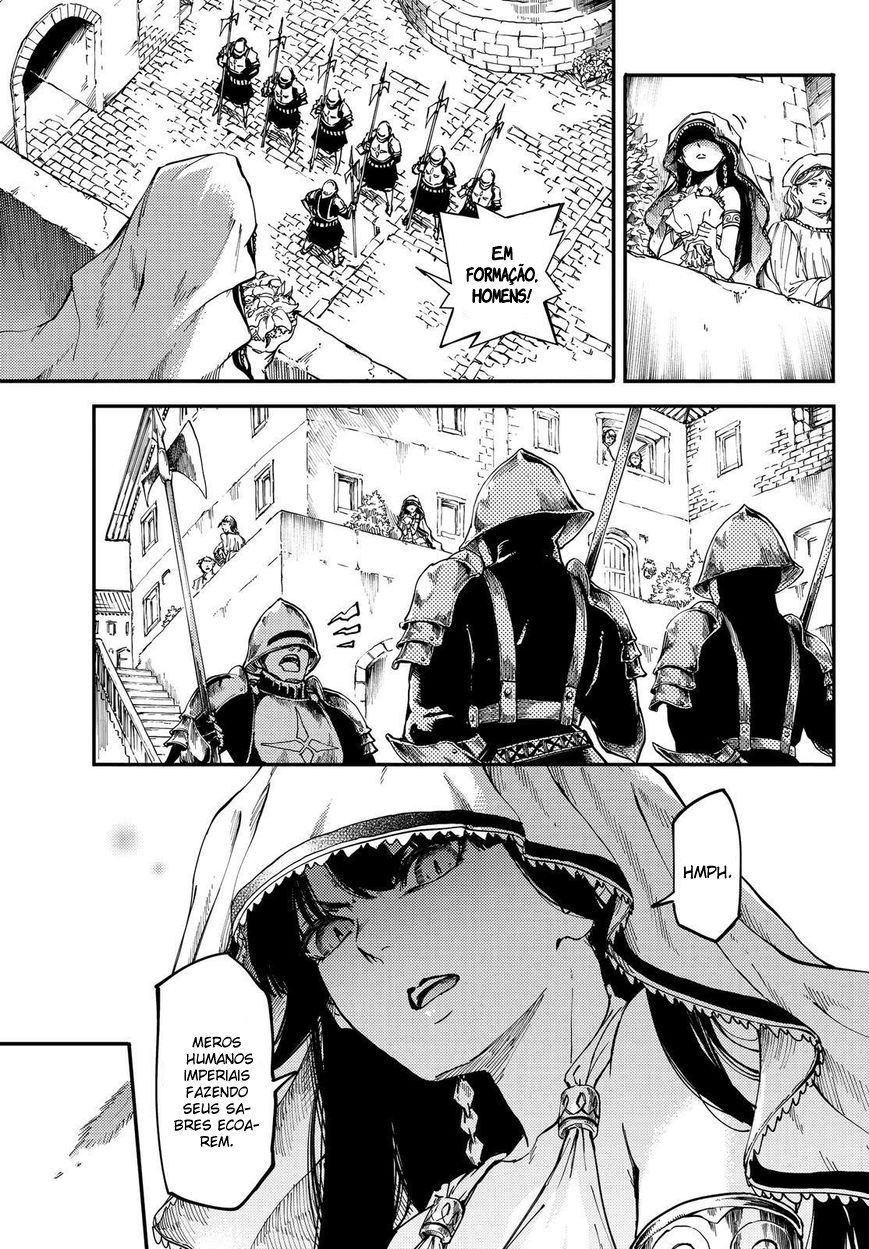 EM
FORMAÇÃO,
HOMENS!
HMPH.
MEROS
HUMANOS
IMPERIAIS
FAZENDO
SEUS SA-
BRES ECOA-
REM.